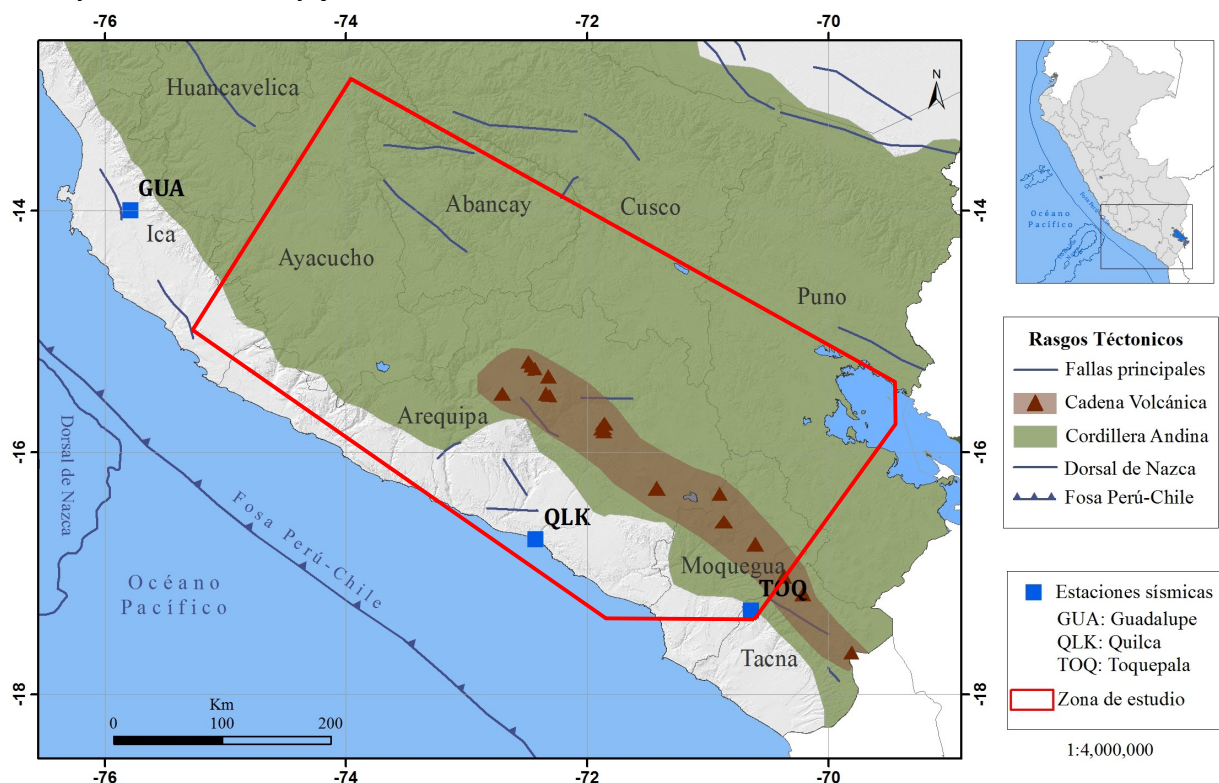 -76
-74
-72
-70
Huancavelica
N
GUA
-14
-14
Ica
Abancay
Cusco
Ayacucho
Puno
Arequipa
-16
-16
Dorsal de Nazca
Fosa Perú-Chile
QLK
Océano
Pacífico
Moquegua
TOQ
Tacna
-18
-18
Km
0
100
200
-76
-74
-72
-70
Océano
Pacífico
Rasgos Téctonicos
Fallas principales
Cadena Volcánica
Cordillera Andina
Dorsal de Nazca
Fosa Perú-Chile
Estaciones sísmicas
GUA: Guadalupe
QLK: Quilca
TOQ: Toquepala
Zona de estudio
1:4,000,000